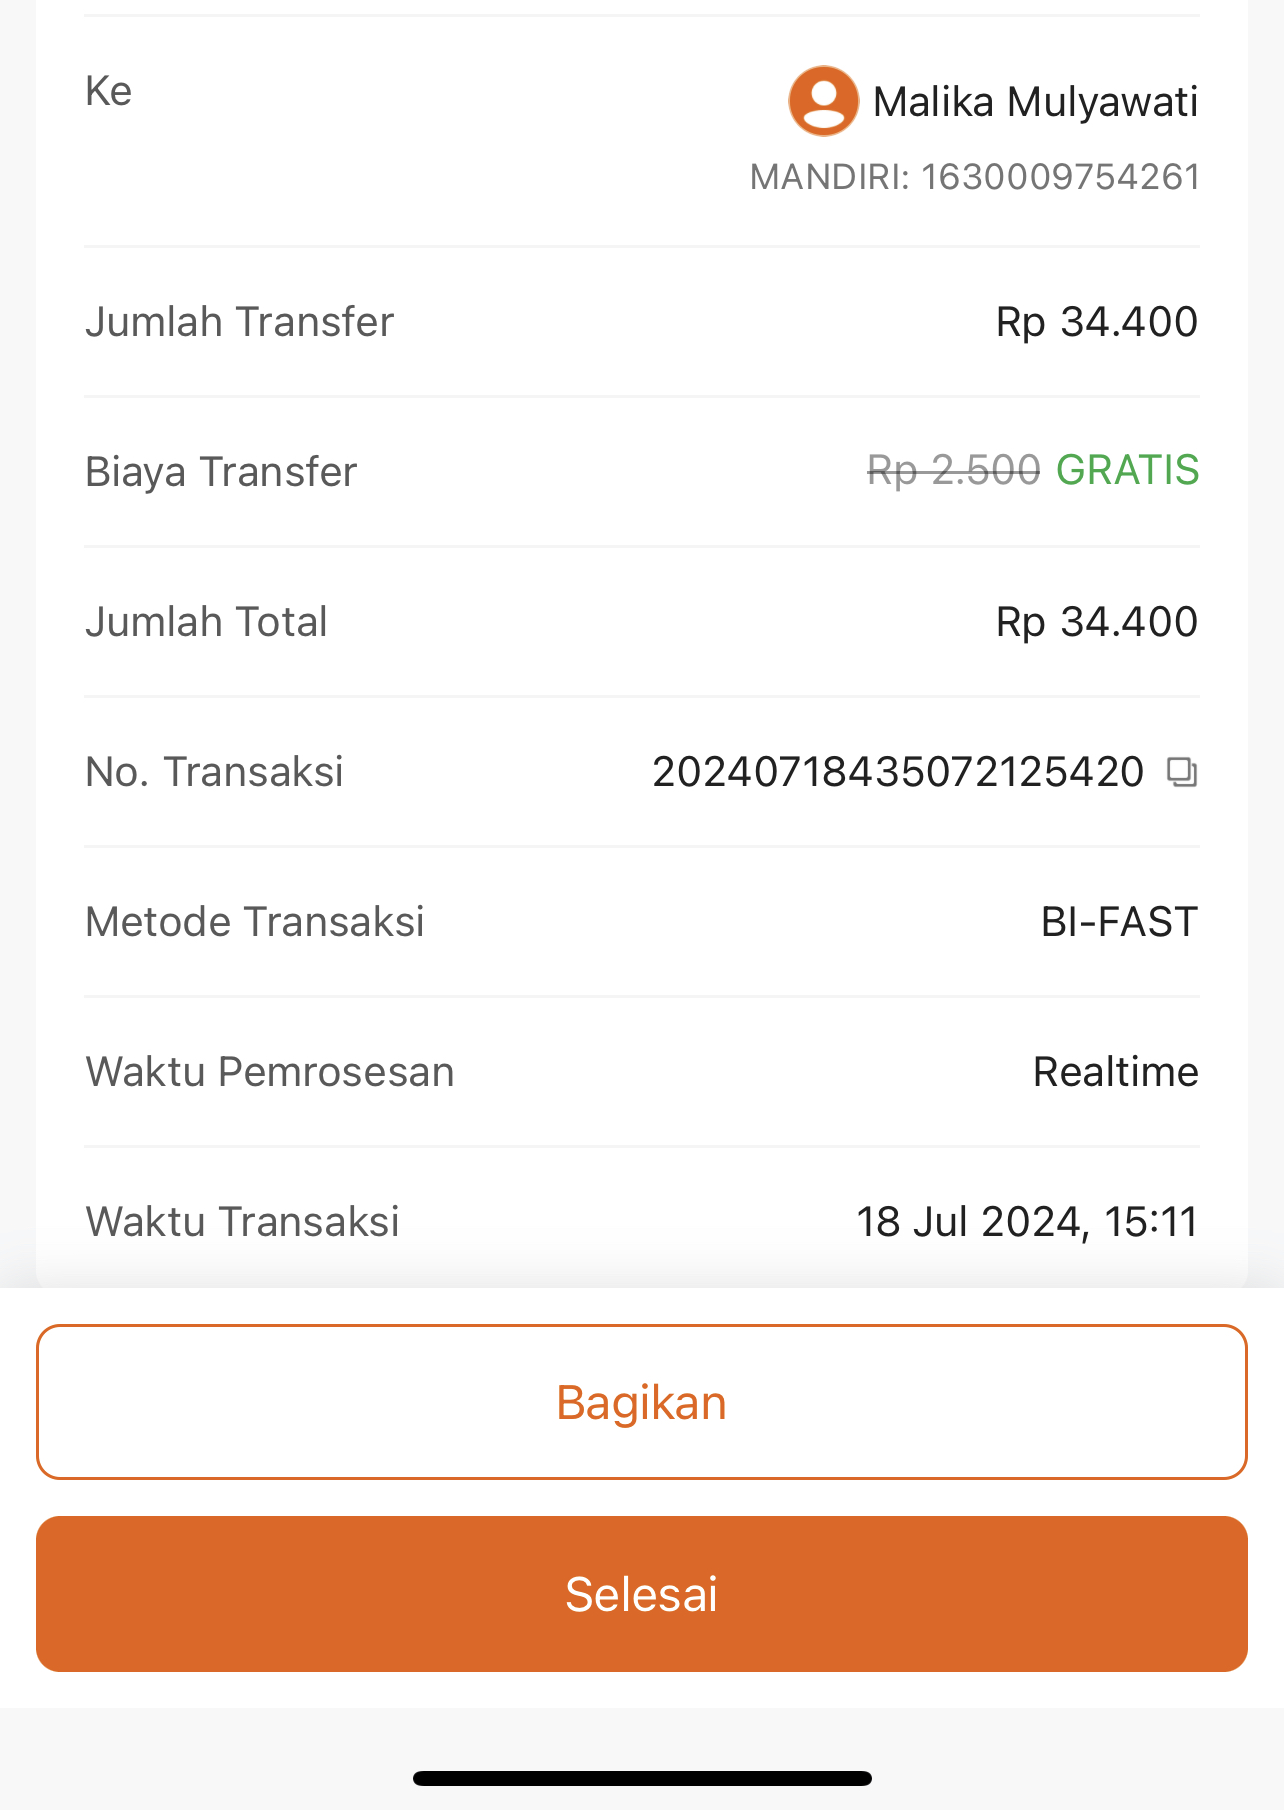 Ke
Malika Mulyawati
MANDIRI: 1630009754261
Jumlah Transfer Rp 34.400
Biaya Transfer Rp 2.500 GRATIS
Jumlah Total Rp 34.400
No. Transaksi 20240718435072125420
Metode Transaksi BI-FAST
Waktu Pemrosesan Realtime
Waktu Transaksi 18 Jul 2024, 15:11
Bagikan
Selesai